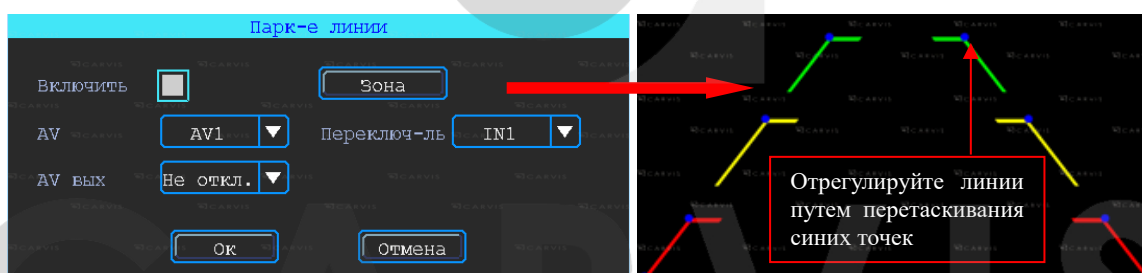 Парк-е линии
Включить
Зона
AV AV1 Переключ-ль IN1
AV вых Не откл.
Ок Отмена
Отрегулируйте линии
путем перетаскивания
синих точек
CARVIS